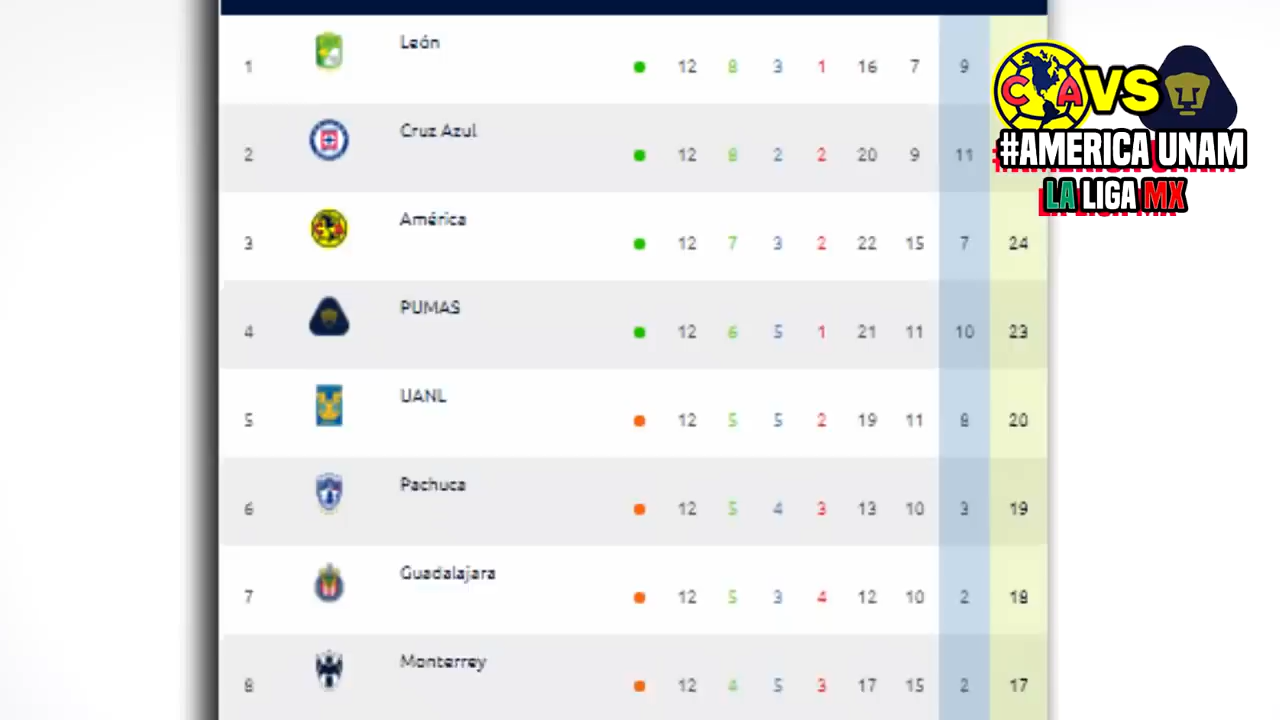 León
1 12 8 3 1 16 7 9
Cruz Azul
2 12 8 2 2 20 9 11
América
3 12 7 3 2 22 15 7 24
PUMAS
4 12 6 5 1 21 11 10 23
UANL
5 12 5 5 2 19 11 8 20
Pachuca
6 12 5 4 3 13 10 3 19
Guadalajara
7 12 5 3 4 12 10 2 18
Monterrey
8 12 4 5 3 17 15 2 17
CA VS U
#AMERICA UNAM
LA LIGA MX